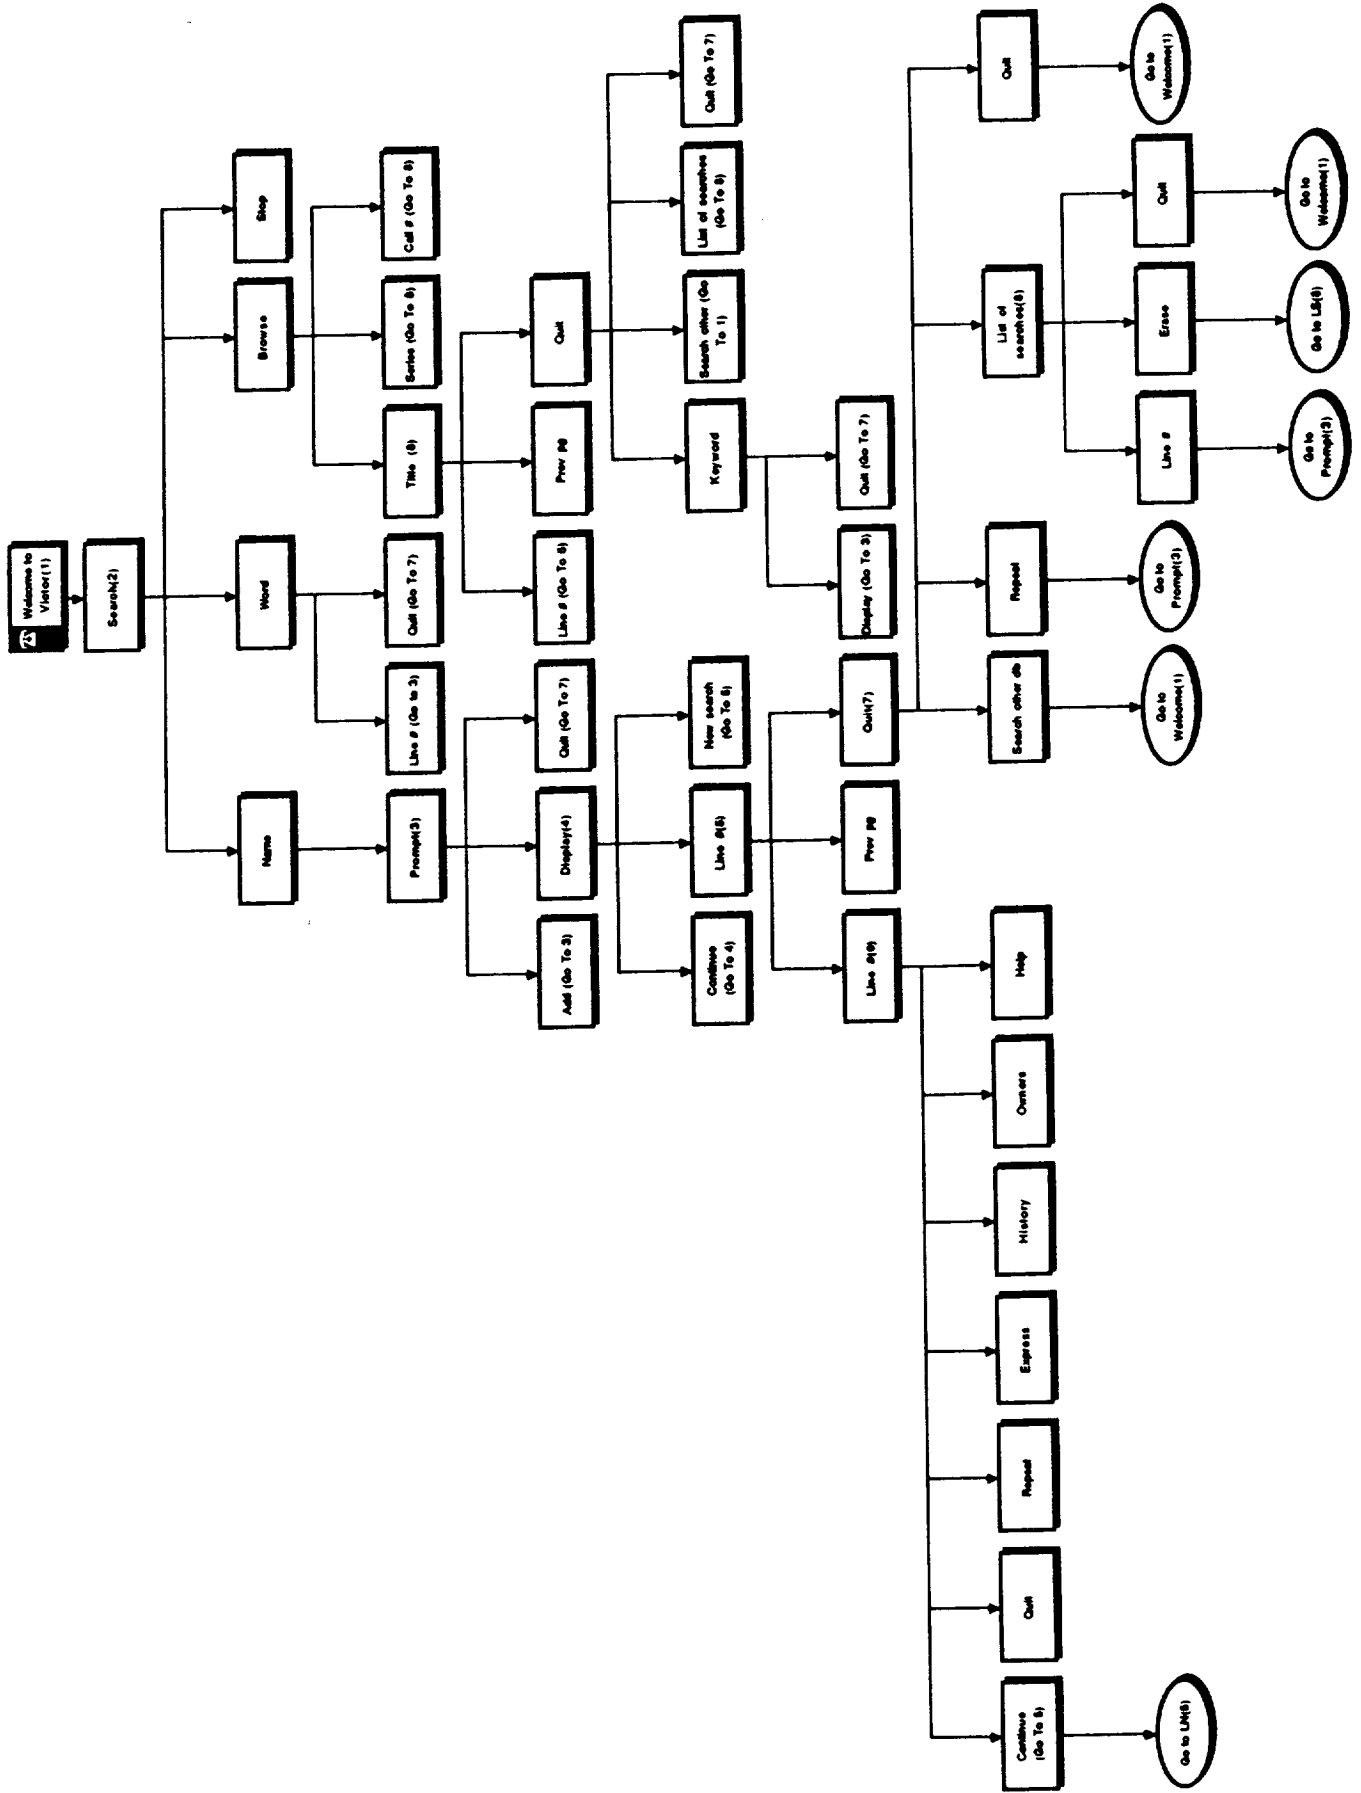 Welcome to
Victor(1)
Search(2)
Name
Word
Browse
Stop
Prompt(3)
Line # (Go to 3)
Quit (Go To 7)
Title (8)
Series (Go To 8)
Call # (Go To 8)
Add (Go To 3)
Display(4)
Quit (Go To 7)
Line # (Go To 5)
Prev pg
Quit
Continue
(Go To 4)
Line #(5)
New search
(Go To 8)
Keyword
Search other (Go
To 1)
List of searches
(Go To 8)
Quit (Go To 7)
Line #(9)
Prev pg
Quit(7)
Display (Go To 3)
Quit (Go To 7)
Continue
(Go To 5)
Quit
Repeat
Express
History
Owners
Help
Search other db
Repeat
List of
searches(8)
Quit
Go to LN(5)
Go to
Welcome(1)
Go to
Prompt(3)
Line #
Erase
Quit
Go to
Welcome(1)
Go to
Prompt(3)
Go to LS(8)
Go to
Welcome(1)